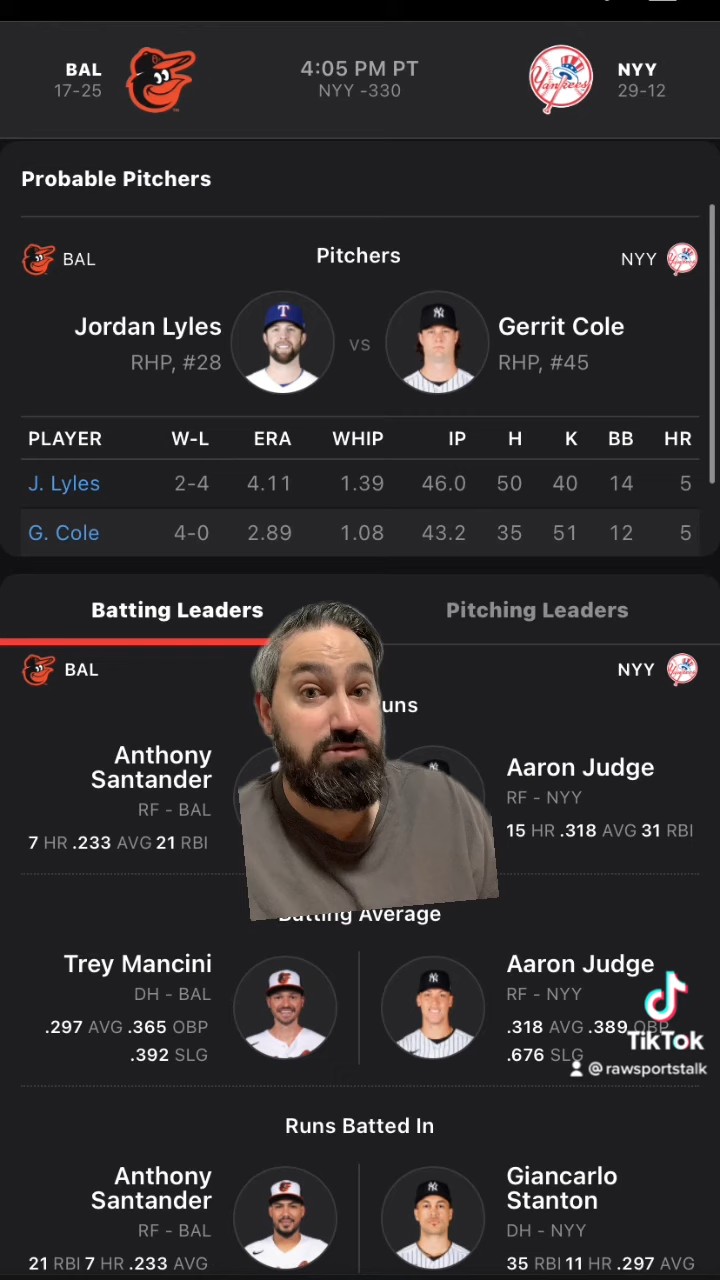 BAL
17-25
4:05 PM PT
NYY -330
Yankees
NYY
29-12
Probable Pitchers
BAL
Pitchers
NYY
Jordan Lyles
RHP, #28
VS
Gerrit Cole
RHP, #45
PLAYER W-L ERA WHIP IP H K BB HR
J. Lyles 2-4 4.11 1.39 46.0 50 40 14 5
G. Cole 4-0 2.89 1.08 43.2 35 51 12 5
Batting Leaders
Pitching Leaders
BAL
NYY
uns
Anthony
Santander
RF - BAL
7 HR .233 AVG 21 RBI
Aaron Judge
RF - NYY
15 HR .318 AVG 31 RBI
Batting Average
Trey Mancini
DH - BAL
.297 AVG .365 OBP
.392 SLG
Aaron Judge
RF - NYY
.318 AVG .389 OBP
.676 SLG
TikTok
@rawsportstalk
Runs Batted In
Anthony
Santander
RF - BAL
21 RBI 7 HR .233 AVG
Giancarlo
Stanton
DH - NYY
35 RBI 11 HR .297 AVG